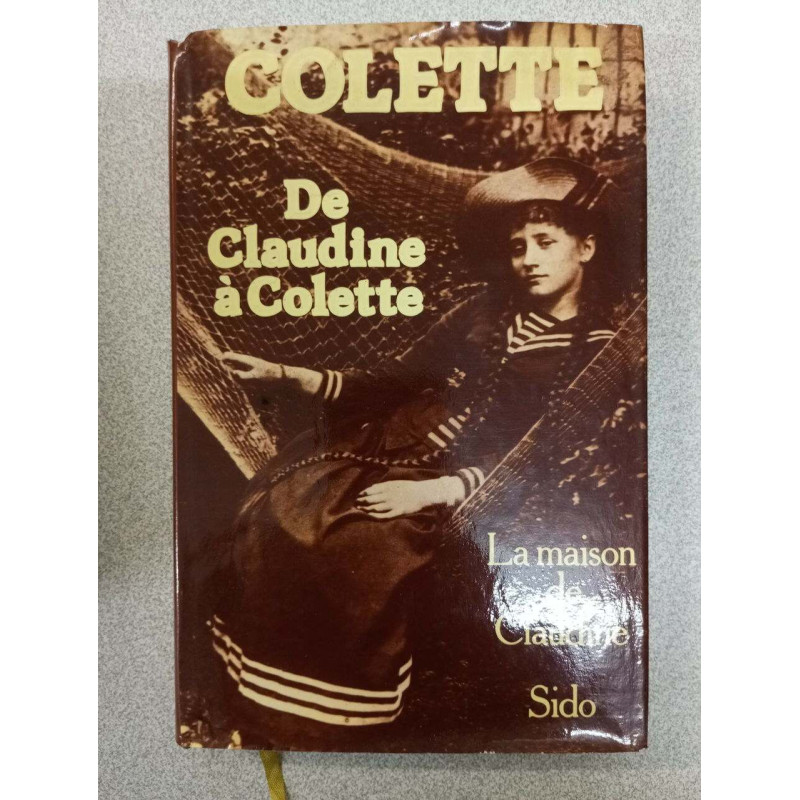 COLETTE
De
Claudine
à Colette
La maison
de
Claudine
Sido